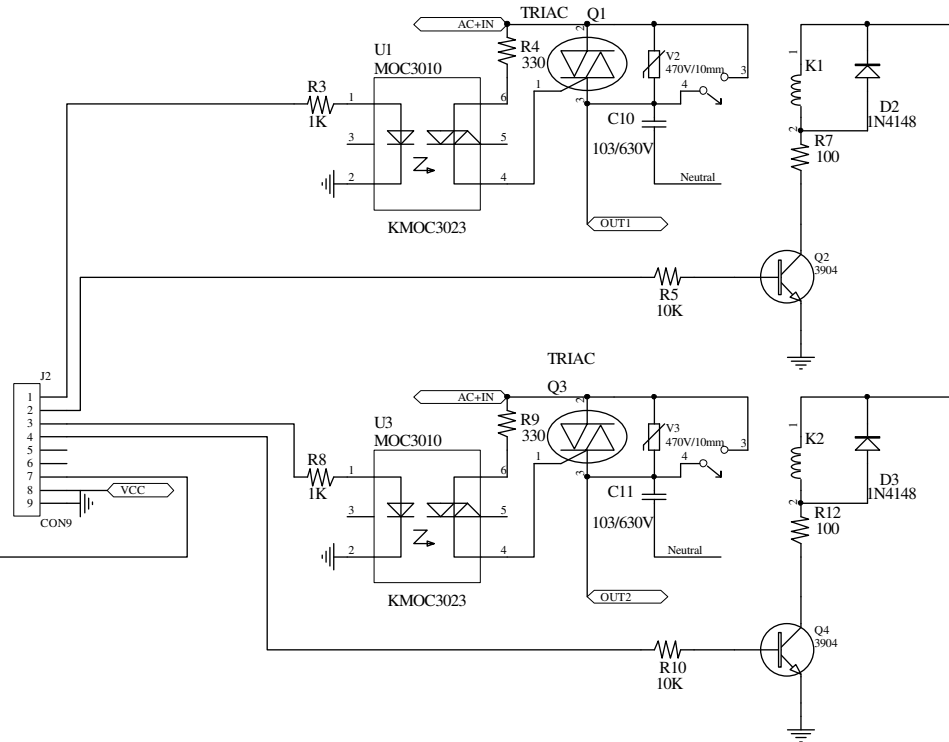 TRIAC
Q1
AC+IN
2
R4
330
U1
MOC3010
V2
470V/10mm
3
1
K1
R3
1K
1
6
1
4
D2
1N4148
3
5
3
C10
2
R7
100
103/630V
2
4
Neutral
KMOC3023
OUT1
Q2
3904
R5
10K
TRIAC
J2
AC+IN
Q3
2
1
2
3
4
5
6
7
8
9
VCC
CON9
R9
330
U3
MOC3010
V3
470V/10mm
3
1
K2
R8
1K
1
6
1
4
D3
1N4148
3
5
3
C11
2
R12
100
103/630V
2
4
Neutral
KMOC3023
OUT2
Q4
3904
R10
10K